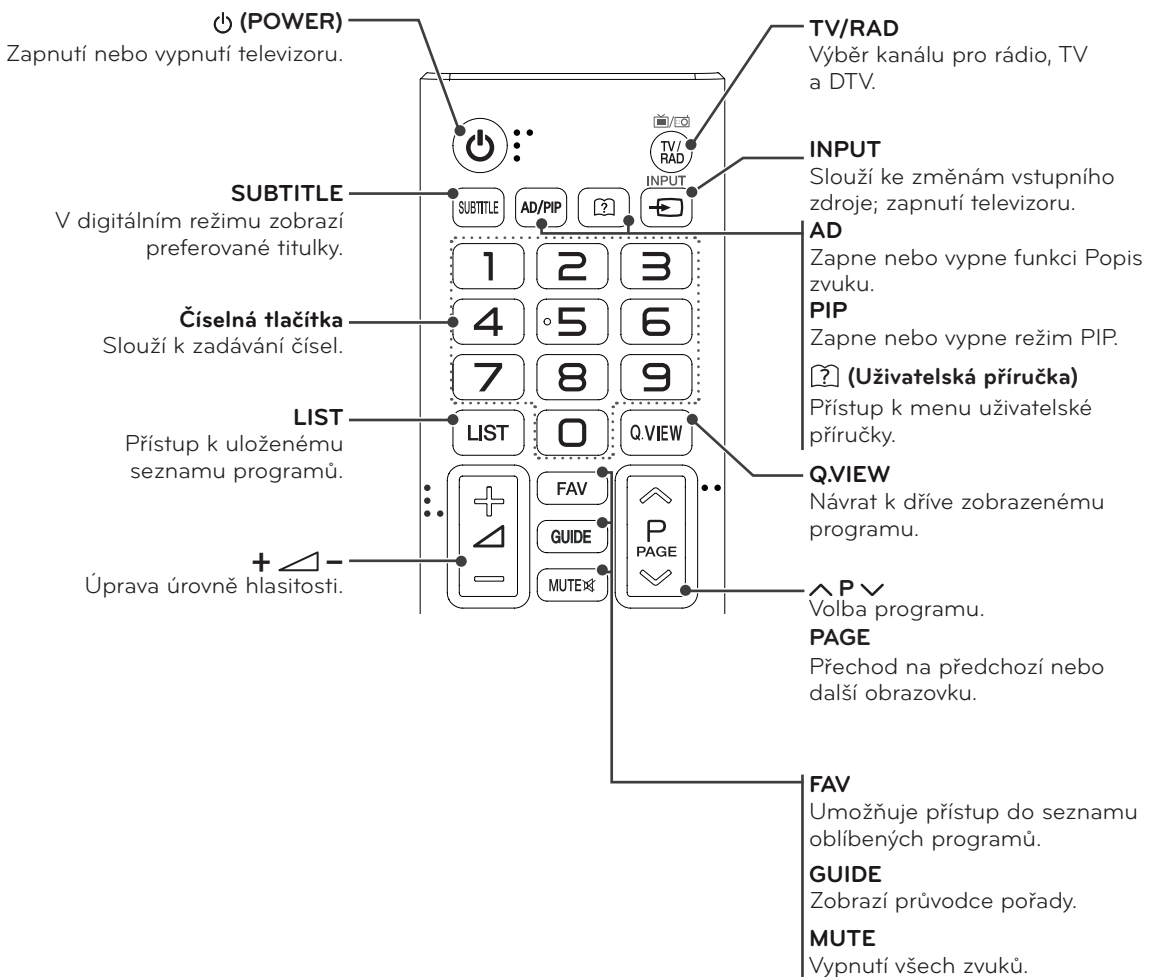 (POWER)
Zapnutí nebo vypnutí televizoru.
SUBTITLE
V digitálním režimu zobrazí
preferované titulky.
Číselná tlačítka
Slouží k zadávání čísel.
LIST
Přístup k uloženému
seznamu programů.
+ -
Úprava úrovně hlasitosti.
TV/
RAD
INPUT
SUBTITLE AD/PIP ?
1 2 3
4 5 6
7 8 9
LIST 0 Q.VIEW
+ FAV
GUIDE P
PAGE
- MUTE
TV/RAD
Výběr kanálu pro rádio, TV
a DTV.
INPUT
Slouží ke změnám vstupního
zdroje; zapnutí televizoru.
AD
Zapne nebo vypne funkci Popis
zvuku.
PIP
Zapne nebo vypne režim PIP.
? (Uživatelská příručka)
Přístup k menu uživatelské
příručky.
Q.VIEW
Návrat k dříve zobrazenému
programu.
P
Volba programu.
PAGE
Přechod na předchozí nebo
další obrazovku.
FAV
Umožňuje přístup do seznamu
oblíbených programů.
GUIDE
Zobrazí průvodce pořady.
MUTE
Vypnutí všech zvuků.